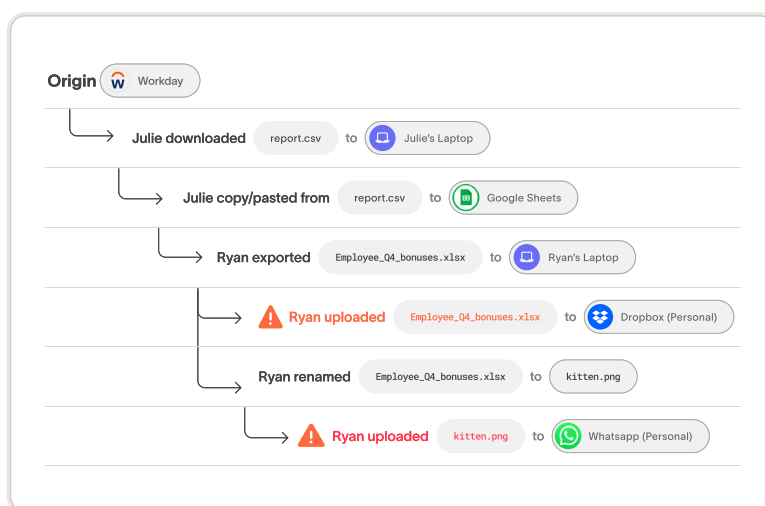 Origin Workday
Julie downloaded report.csv to Julie's Laptop
Julie copy/pasted from report.csv to Google Sheets
Ryan exported Employee_Q4_bonuses.xlsx to Ryan's Laptop
Ryan uploaded Employee_Q4_bonuses.xlsx to Dropbox (Personal)
Ryan renamed Employee_Q4_bonuses.xlsx to kitten.png
Ryan uploaded kitten.png to Whatsapp (Personal)